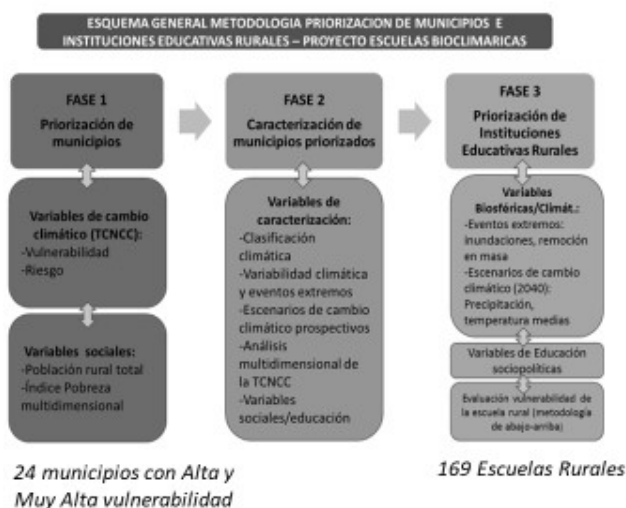 ESQUEMA GENERAL METODOLOGIA PRIORIZACION DE MUNICIPIOS E
INSTITUCIONES EDUCATIVAS RURALES – PROYECTO ESCUELAS BIOCLIMARICAS
FASE 1
Priorización de
municipios
Variables de cambio
climático (TCNCC):
-Vulnerabilidad
-Riesgo
Variables sociales:
-Población rural total
-Índice Pobreza
multidimensional
24 municipios con Alta y
Muy Alta vulnerabilidad
FASE 2
Caracterización de
municipios priorizados
Variables de
caracterización:
-Clasificación
climática
-Variabilidad climática
y eventos extremos
-Escenarios de cambio
climático prospectivos
-Análisis
multidimensional de
la TCNCC
-Variables
sociales/educación
FASE 3
Priorización de
Instituciones
Educativas Rurales
Variables
Biosféricas/Climát.:
-Eventos extremos:
Inundaciones, remoción
en masa
-Escenarios de cambio
climático (2040):
Precipitación,
temperatura medias
Variables de Educación
sociopolíticas
Evaluación vulnerabilidad de
la escuela rural (metodología
de abajo-arriba)
169 Escuelas Rurales